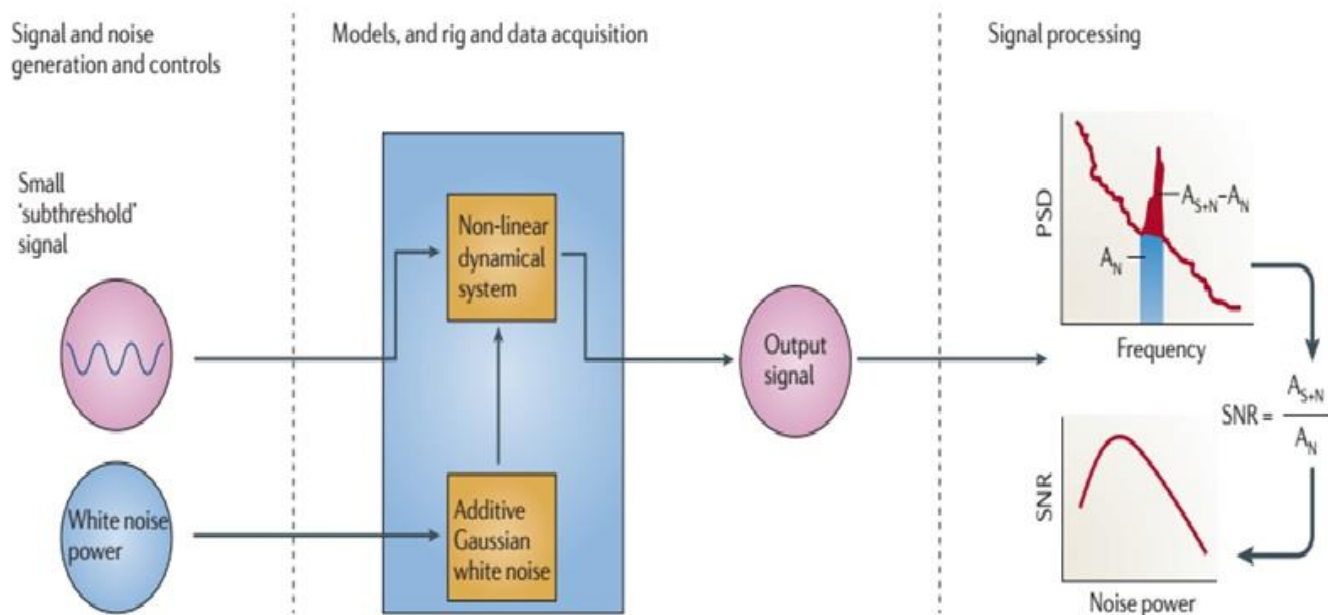 Signal and noise
generation and controls
Models, and rig and data acquisition
Signal processing
Small
'subthreshold'
signal
White noise
power
Non-linear
dynamical
system
Additive
Gaussian
white noise
Output
signal
PSD
A_S+N–A_N
A_N
Frequency
SNR = A_S+N
A_N
SNR
Noise power